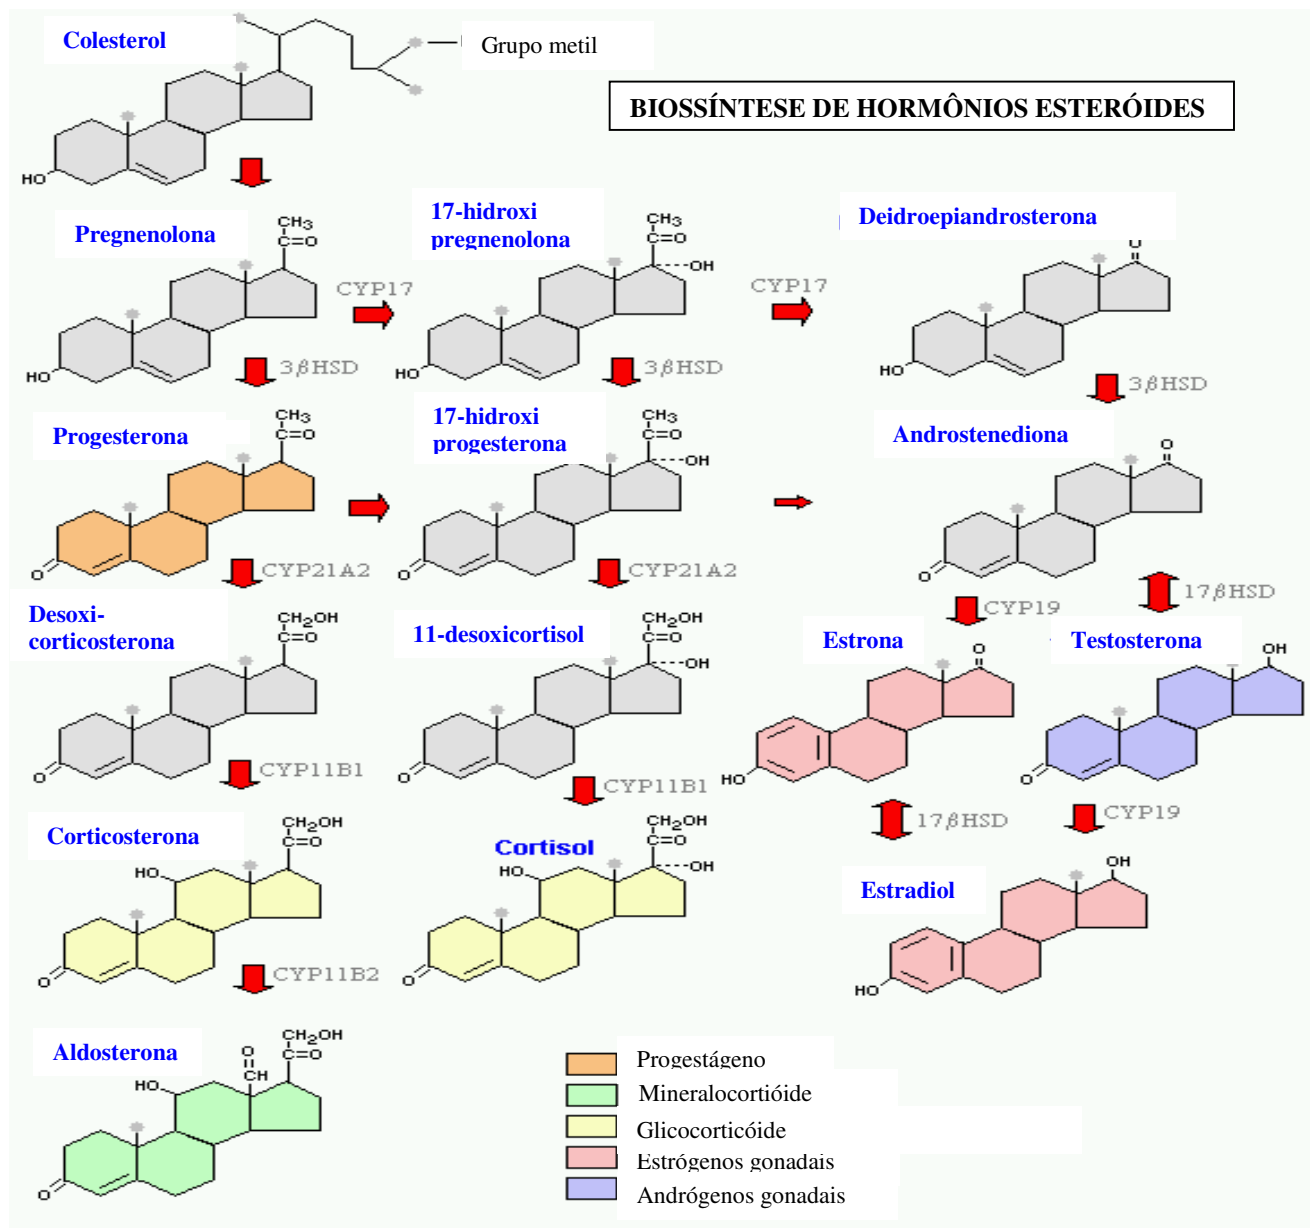 Colesterol
Grupo metil
BIOSSÍNTESE DE HORMÔNIOS ESTERÓIDES
HO
Pregnenolona
CH3
C=O
HO
17-hidroxi
pregnenolona
CH3
C=O
OH
HO
Deidroepiandrosterona
O
HO
CYP17
CYP17
3βHSD
3βHSD
3βHSD
Progesterona
CH3
C=O
O
17-hidroxi
progesterona
CH3
C=O
OH
O
Androstenediona
O
O
CYP21A2
CYP21A2
CYP19
17βHSD
Desoxi-
corticosterona
CH2OH
C=O
O
11-desoxicortisol
CH2OH
C=O
OH
O
Estrona
O
HO
Testosterona
OH
O
CYP11B1
CYP11B1
17βHSD
CYP19
Corticosterona
CH2OH
C=O
HO
O
Cortisol
CH2OH
C=O
OH
HO
O
Estradiol
OH
HO
CYP11B2
Aldosterona
CH2OH
C=O
O
CH
HO
O
Progestágeno
Mineralocortióide
Glicocorticóide
Estrógenos gonadais
Andrógenos gonadais